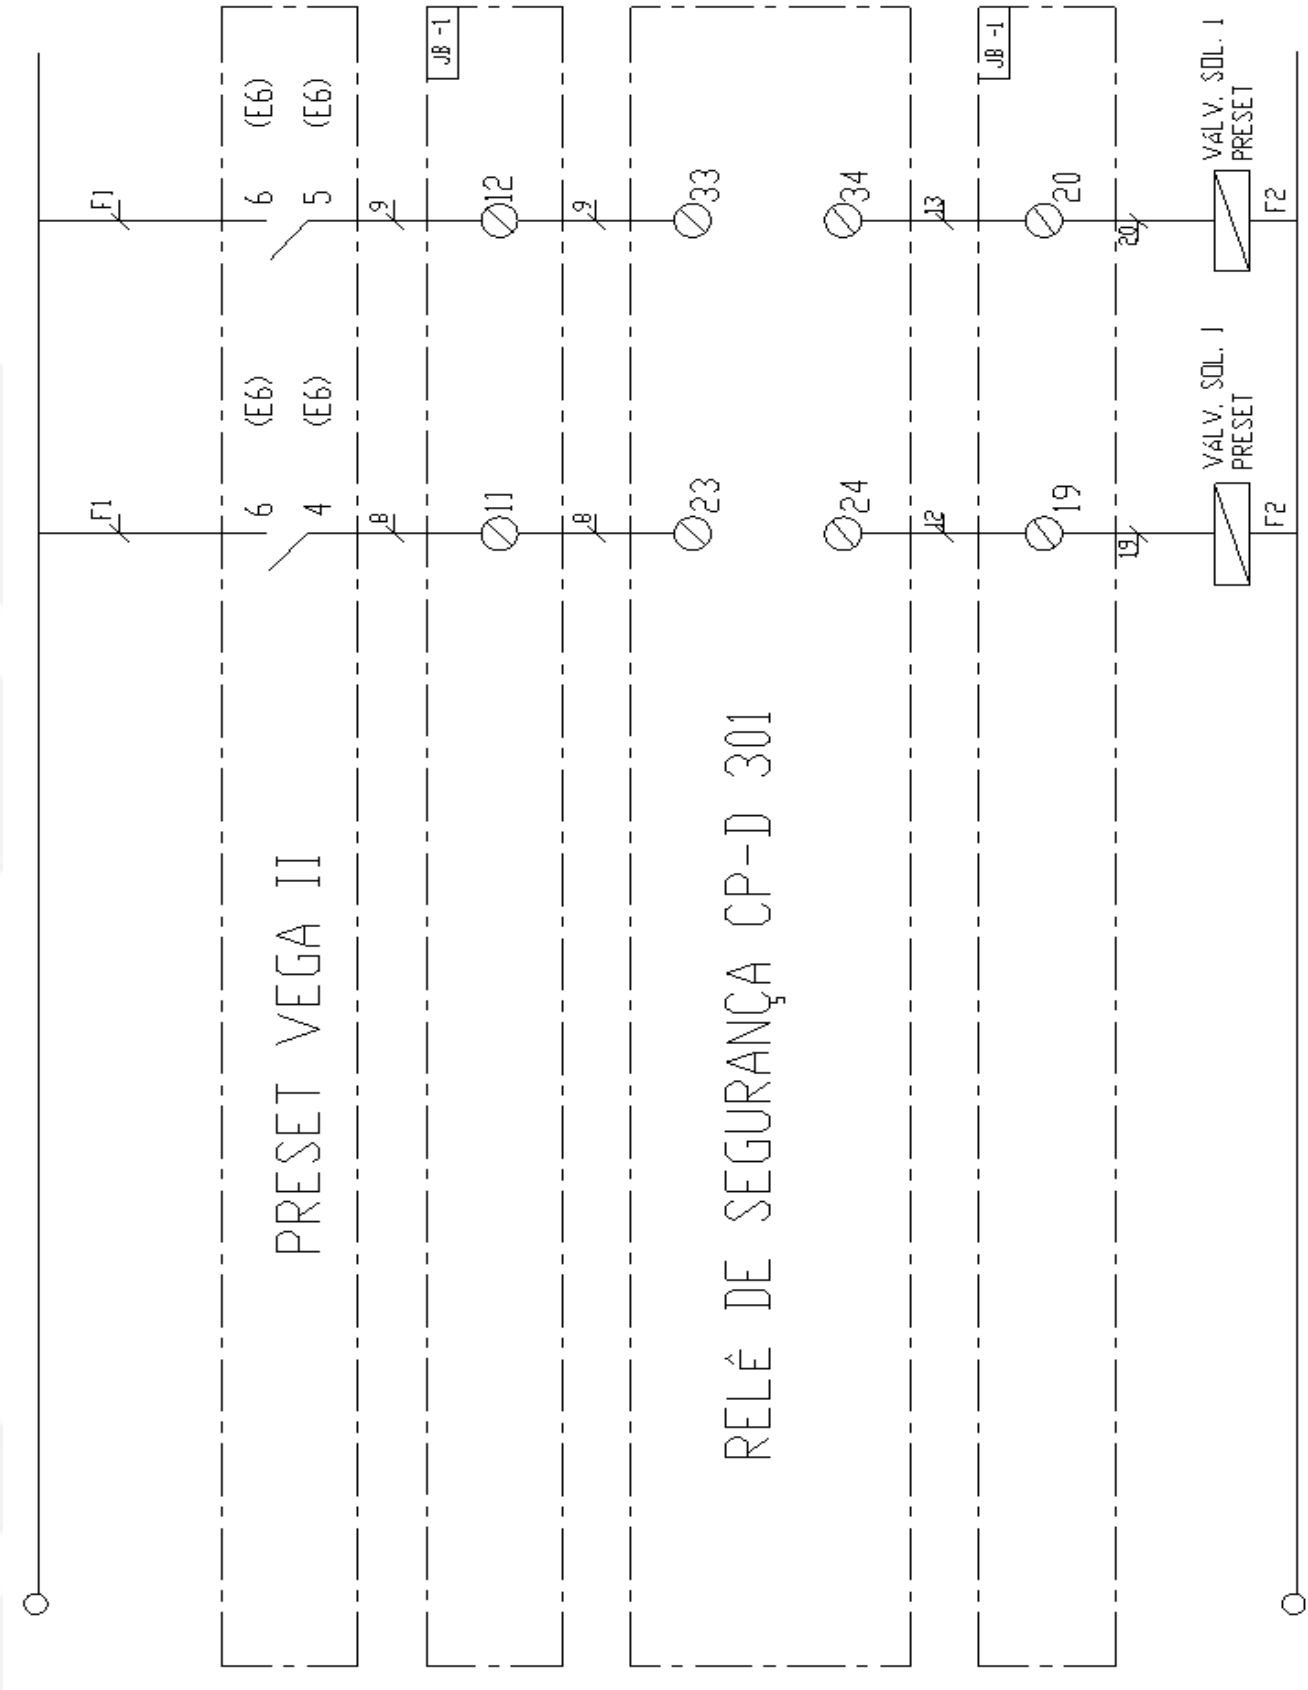 F1
F1
6
(E6)
6
(E6)
4
(E6)
5
(E6)
PRESET VEGA II
8
9
JB -1
11
12
8
9
23
33
RELÊ DE SEGURANÇA CP-D 301
24
34
12
13
JB -1
19
20
19
20
VÁLV. SOL. 1
PRESET
VÁLV. SOL. 1
PRESET
F2
F2